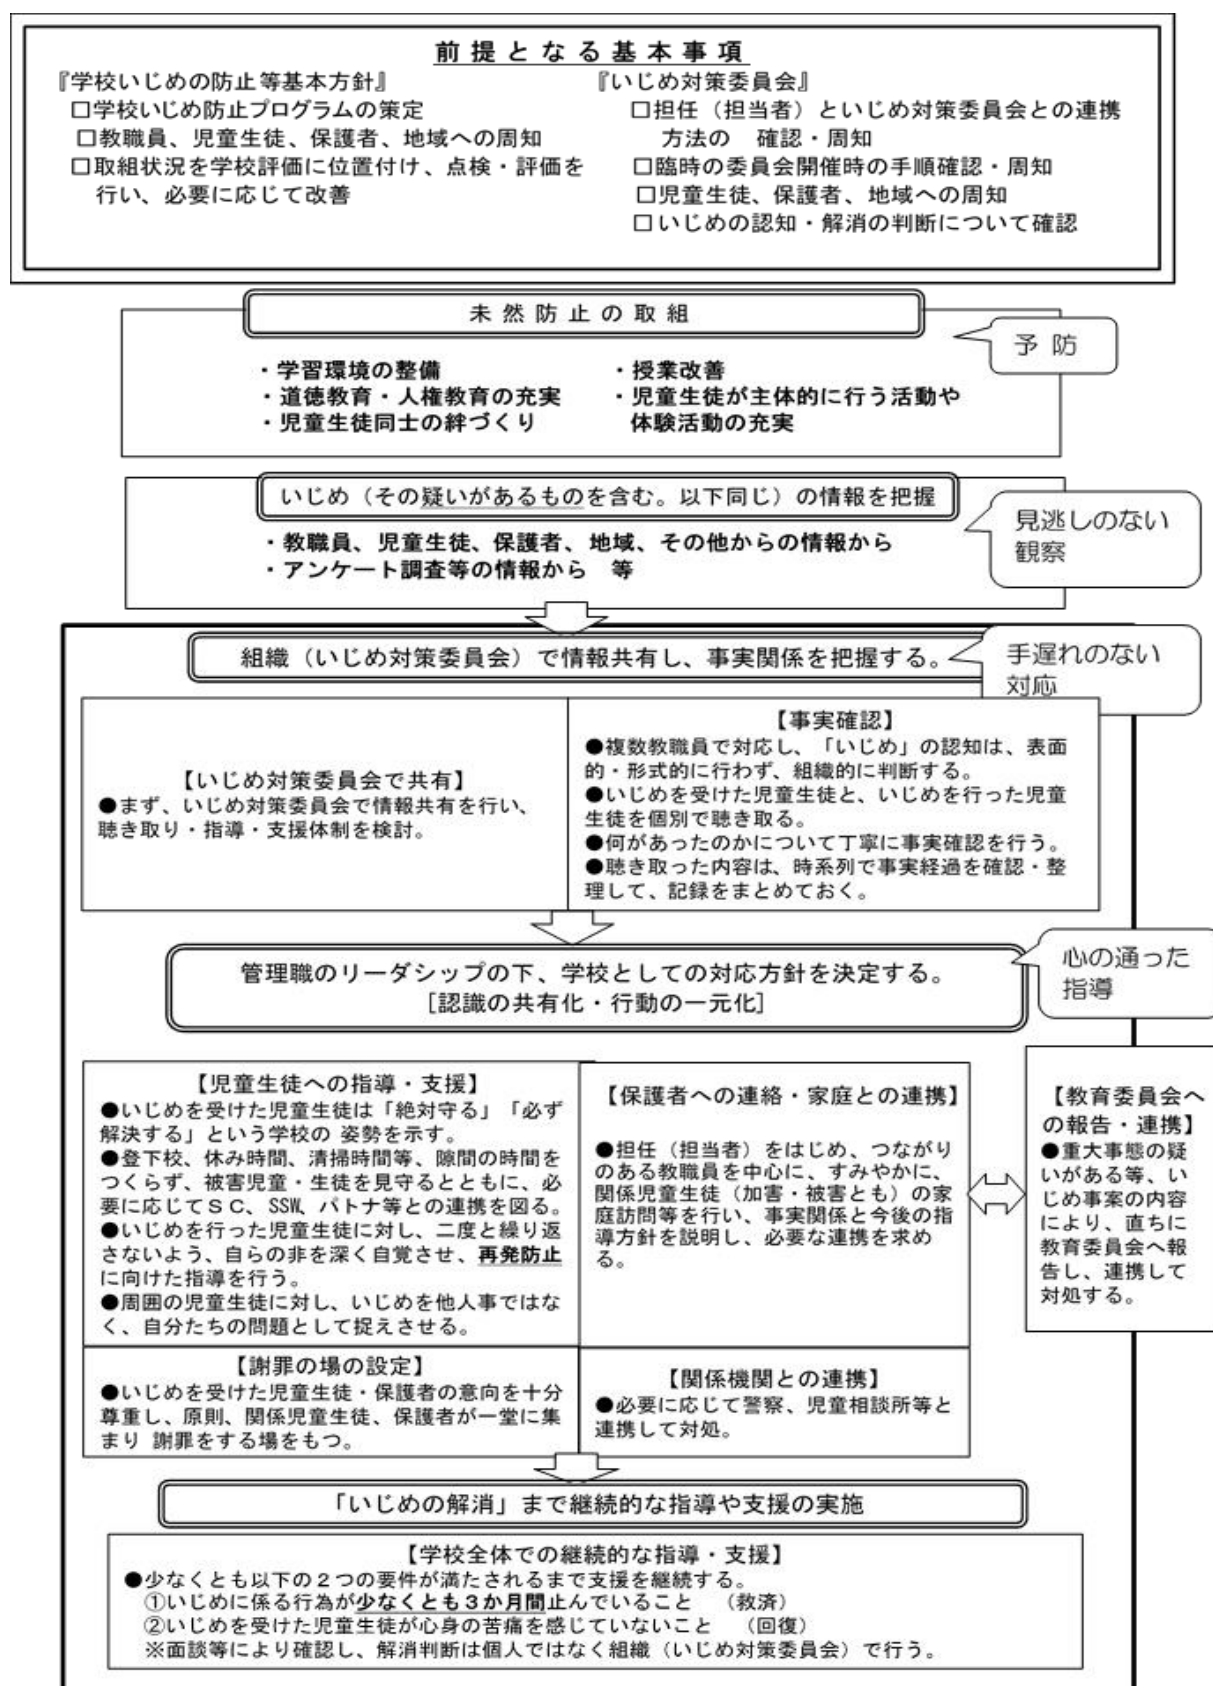 前提となる基本事項
『学校いじめの防止等基本方針』
□学校いじめ防止プログラムの策定
□教職員、児童生徒、保護者、地域への周知
□取組状況を学校評価に位置付け、点検・評価を
行い、必要に応じて改善
『いじめ対策委員会』
□担任（担当者）といじめ対策委員会との連携
方法の　確認・周知
□臨時の委員会開催時の手順確認・周知
□児童生徒、保護者、地域への周知
□いじめの認知・解消の判断について確認
未然防止の取組
予 防
・学習環境の整備
・道徳教育・人権教育の充実
・児童生徒同士の絆づくり
・授業改善
・児童生徒が主体的に行う活動や
体験活動の充実
いじめ（その疑いがあるものを含む。以下同じ）の情報を把握
見逃しのない
観察
・教職員、児童生徒、保護者、地域、その他からの情報から
・アンケート調査等の情報から　等
組織（いじめ対策委員会）で情報共有し、事実関係を把握する。
手遅れのない
対応
【いじめ対策委員会で共有】
●まず、いじめ対策委員会で情報共有を行い、
聴き取り・指導・支援体制を検討。
【事実確認】
●複数教職員で対応し、「いじめ」の認知は、表面
的・形式的に行わず、組織的に判断する。
●いじめを受けた児童生徒と、いじめを行った児童
生徒を個別で聴き取る。
●何があったのかについて丁寧に事実確認を行う。
●聴き取った内容は、時系列で事実経過を確認・整
理して、記録をまとめておく。
管理職のリーダシップの下、学校としての対応方針を決定する。
［認識の共有化・行動の一元化］
心の通った
指導
【児童生徒への指導・支援】
●いじめを受けた児童生徒は「絶対守る」「必ず
解決する」という学校の 姿勢を示す。
●登下校、休み時間、清掃時間等、隙間の時間を
つくらず、被害児童・生徒を見守るとともに、必
要に応じてＳＣ、SSW、パトナ等との連携を図る。
●いじめを行った児童生徒に対し、二度と繰り返
さないよう、自らの非を深く自覚させ、再発防止
に向けた指導を行う。
●周囲の児童生徒に対し、いじめを他人事ではな
く、自分たちの問題として捉えさせる。
【保護者への連絡・家庭との連携】
●担任（担当者）をはじめ、つながり
のある教職員を中心に、すみやかに、
関係児童生徒（加害・被害とも）の家
庭訪問等を行い、事実関係と今後の指
導方針を説明し、必要な連携を求め
る。
【教育委員会へ
の報告・連携】
●重大事態の疑
いがある等、い
じめ事案の内容
により、直ちに
教育委員会へ報
告し、連携して
対処する。
【謝罪の場の設定】
●いじめを受けた児童生徒・保護者の意向を十分
尊重し、原則、関係児童生徒、保護者が一堂に集
まり 謝罪をする場をもつ。
【関係機関との連携】
●必要に応じて警察、児童相談所等と
連携して対処。
「いじめの解消」まで継続的な指導や支援の実施
【学校全体での継続的な指導・支援】
●少なくとも以下の２つの要件が満たされるまで支援を継続する。
①いじめに係る行為が少なくとも３か月間止んでいること　（救済）
②いじめを受けた児童生徒が心身の苦痛を感じていないこと　（回復）
※面談等により確認し、解消判断は個人ではなく組織（いじめ対策委員会）で行う。